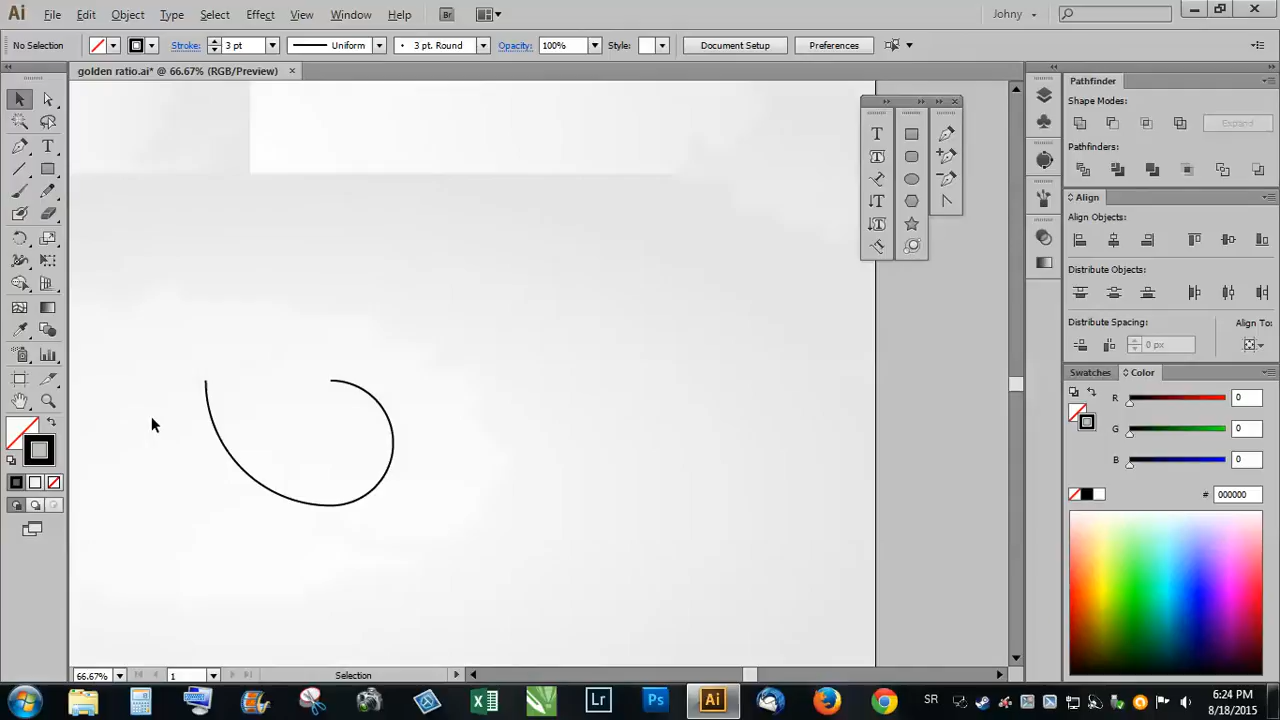 Ai File Edit Object Type Select Effect View Window Help Br Johny
No Selection Stroke: 3 pt Uniform 3 pt. Round Opacity: 100% Style: Document Setup Preferences
golden ratio.ai* @ 66.67% (RGB/Preview)
Pathfinder
Shape Modes:
Expand
Pathfinders:
Align
Align Objects:
Distribute Objects:
Distribute Spacing: Align To:
0 px
Swatches Color
R 0
G 0
B 0
# 000000
66.67% 1 Selection
Lr Ps Ai SR 6:24 PM
8/18/2015